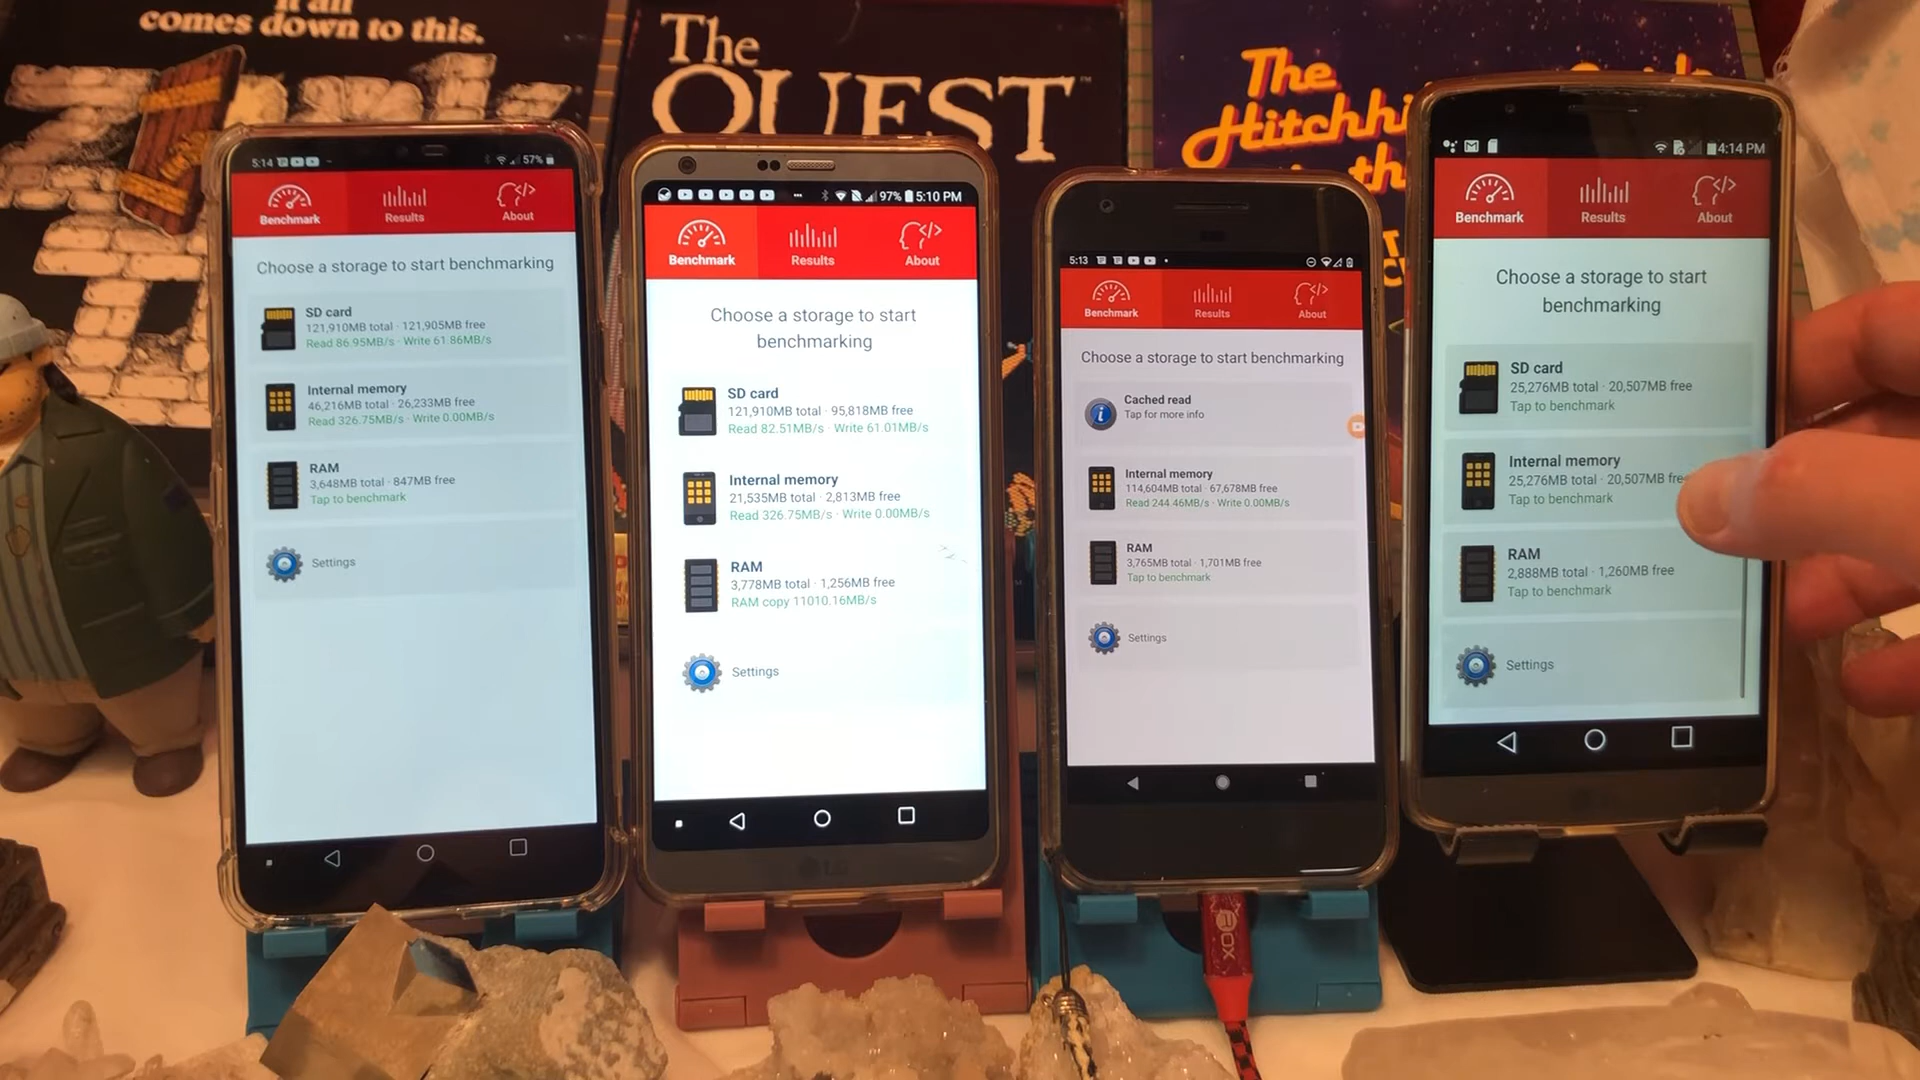 it all
comes down to this.
The
QUEST™
The
Hitchhi
5:14
57%
Benchmark
Results
About
Choose a storage to start benchmarking
SD card
121,910MB total · 121,905MB free
Read 86.95MB/s · Write 61.86MB/s
Internal memory
46,216MB total · 26,233MB free
Read 326.75MB/s · Write 0.00MB/s
RAM
3,648MB total · 847MB free
Tap to benchmark
Settings
97% 5:10 PM
Benchmark
Results
About
Choose a storage to start
benchmarking
SD card
121,910MB total · 95,818MB free
Read 82.51MB/s · Write 61.01MB/s
Internal memory
21,535MB total · 2,813MB free
Read 326.75MB/s · Write 0.00MB/s
RAM
3,778MB total · 1,256MB free
RAM copy 11010.16MB/s
Settings
LG
5:13
Benchmark
Results
About
Choose a storage to start benchmarking
Cached read
Tap for more info
Internal memory
114,604MB total · 67,678MB free
Read 244.46MB/s · Write 0.00MB/s
RAM
3,765MB total · 1,701MB free
Tap to benchmark
Settings
4:14 PM
Benchmark
Results
About
Choose a storage to start
benchmarking
SD card
25,276MB total · 20,507MB free
Tap to benchmark
Internal memory
25,276MB total · 20,507MB free
Tap to benchmark
RAM
2,888MB total · 1,260MB free
Tap to benchmark
Settings